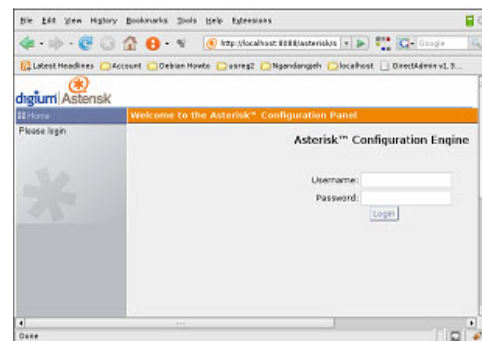 File Edit View History Bookmarks Tools Help Extensions
http://localhost:8088/asterisk/s Google
Latest Headlines Account Debian Howto usreg2 Ngandangjeh localhost DirectAdmin v1.3...
digium Asterisk
Home Welcome to the Asterisk™ Configuration Panel
Please login
Asterisk™ Configuration Engine
Username:
Password:
Login
Done